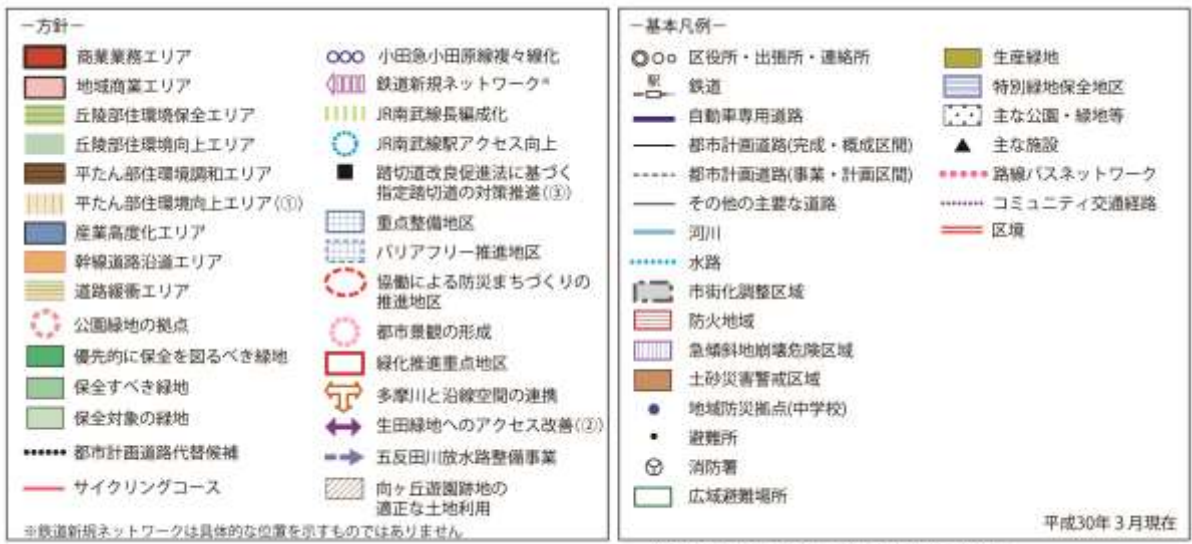 －方針－
商業業務エリア
地域商業エリア
丘陵部住環境保全エリア
丘陵部住環境向上エリア
平たん部住環境調和エリア
平たん部住環境向上エリア(①)
産業高度化エリア
幹線道路沿道エリア
道路緩衝エリア
公園緑地の拠点
優先的に保全を図るべき緑地
保全すべき緑地
保全対象の緑地
都市計画道路代替候補
サイクリングコース
小田急小田原線複々線化
鉄道新規ネットワーク※
JR南武線長編成化
JR南武線駅アクセス向上
踏切道改良促進法に基づく
指定踏切道の対策推進(③)
重点整備地区
バリアフリー推進地区
協働による防災まちづくりの
推進地区
都市景観の形成
緑化推進重点地区
多摩川と沿線空間の連携
生田緑地へのアクセス改善(②)
五反田川放水路整備事業
向ヶ丘遊園跡地の
適正な土地利用
※鉄道新規ネットワークは具体的な位置を示すものではありません
－基本凡例－
区役所・出張所・連絡所
駅
鉄道
自動車専用道路
都市計画道路(完成・概成区間)
都市計画道路(事業・計画区間)
その他の主要な道路
河川
水路
市街化調整区域
防火地域
急傾斜地崩壊危険区域
土砂災害警戒区域
地域防災拠点(中学校)
避難所
消防署
広域避難場所
生産緑地
特別緑地保全地区
主な公園・緑地等
主な施設
路線バスネットワーク
コミュニティ交通経路
区境
平成30年３月現在